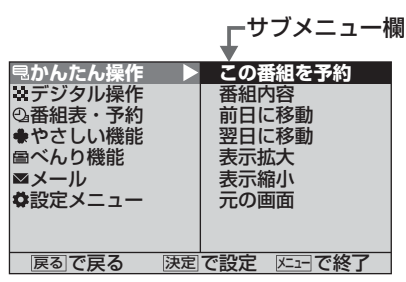 サブメニュー欄
かんたん操作 この番組を予約
デジタル操作 番組内容
番組表・予約 前日に移動
やさしい機能 翌日に移動
べんり機能 表示拡大
メール 表示縮小
設定メニュー 元の画面
戻る で戻る 決定 で設定 メニュー で終了